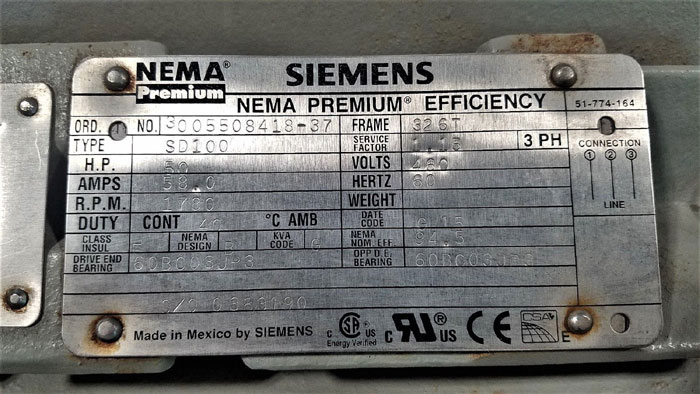 NEMA® Premium SIEMENS
NEMA PREMIUM® EFFICIENCY 51-774-164
ORD. NO. 3005508418-37 FRAME 326T
TYPE SD100 SERVICE FACTOR 1.15 3 PH
H.P. 50 VOLTS 460
AMPS 58.0 HERTZ 60
R.P.M. WEIGHT
DUTY CONT 40 °C AMB DATE CODE
CLASS INSUL F NEMA DESIGN B KVA CODE G NEMA NOM. EFF. 94.5
DRIVE END BEARING OPP D.E. BEARING
CONNECTION
1 2 3
LINE
Made in Mexico by SIEMENS
C SA US
Energy Verified
C UR US
CE
CSA
E